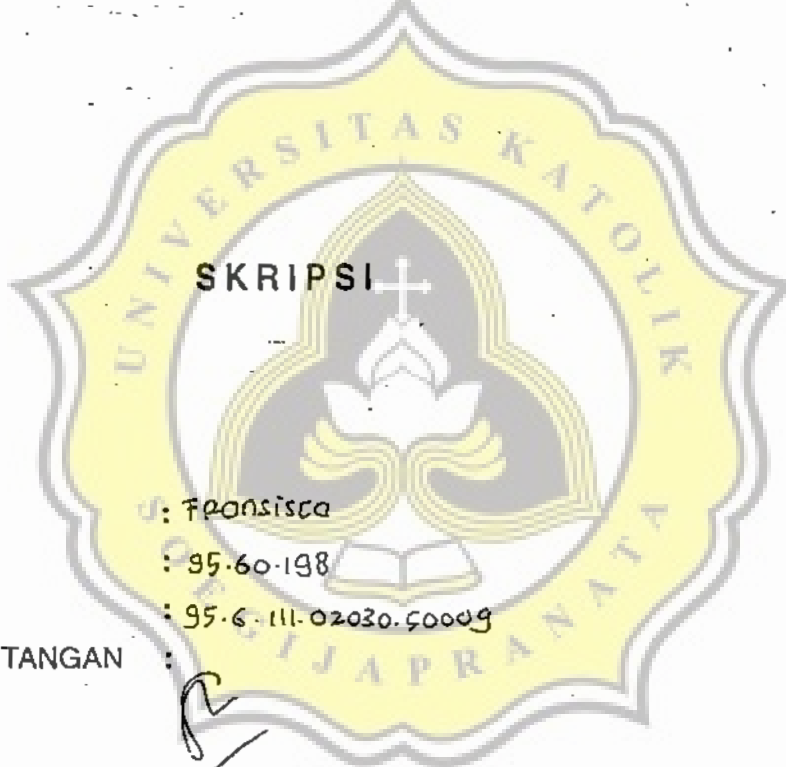 UNIVERSITAS KATOLIK
SKRIPSI
: Fransisca
: 95.60.198
: 95.6.111.02030.50009
TANGAN :
SOEGIJAPRANATA